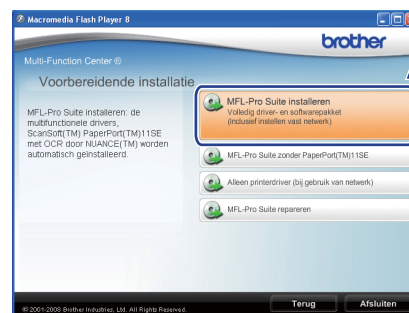 Macromedia Flash Player 8
brother
Multi-Function Center ®
Voorbereidende installatie
MFL-Pro Suite installeren: de
multifunctionele drivers,
ScanSoft(TM) PaperPort(TM)11SE
met OCR door NUANCE(TM) worden
automatisch geïnstalleerd.
MFL-Pro Suite installeren
Volledig driver- en softwarepakket
(Inclusief instellen vast netwerk)
MFL-Pro Suite zonder PaperPort(TM)11SE
Alleen printerdriver (bij gebruik van netwerk)
MFL-Pro Suite repareren
© 2001-2008 Brother Industries, Ltd. All Rights Reserved.
Terug
Afsluiten